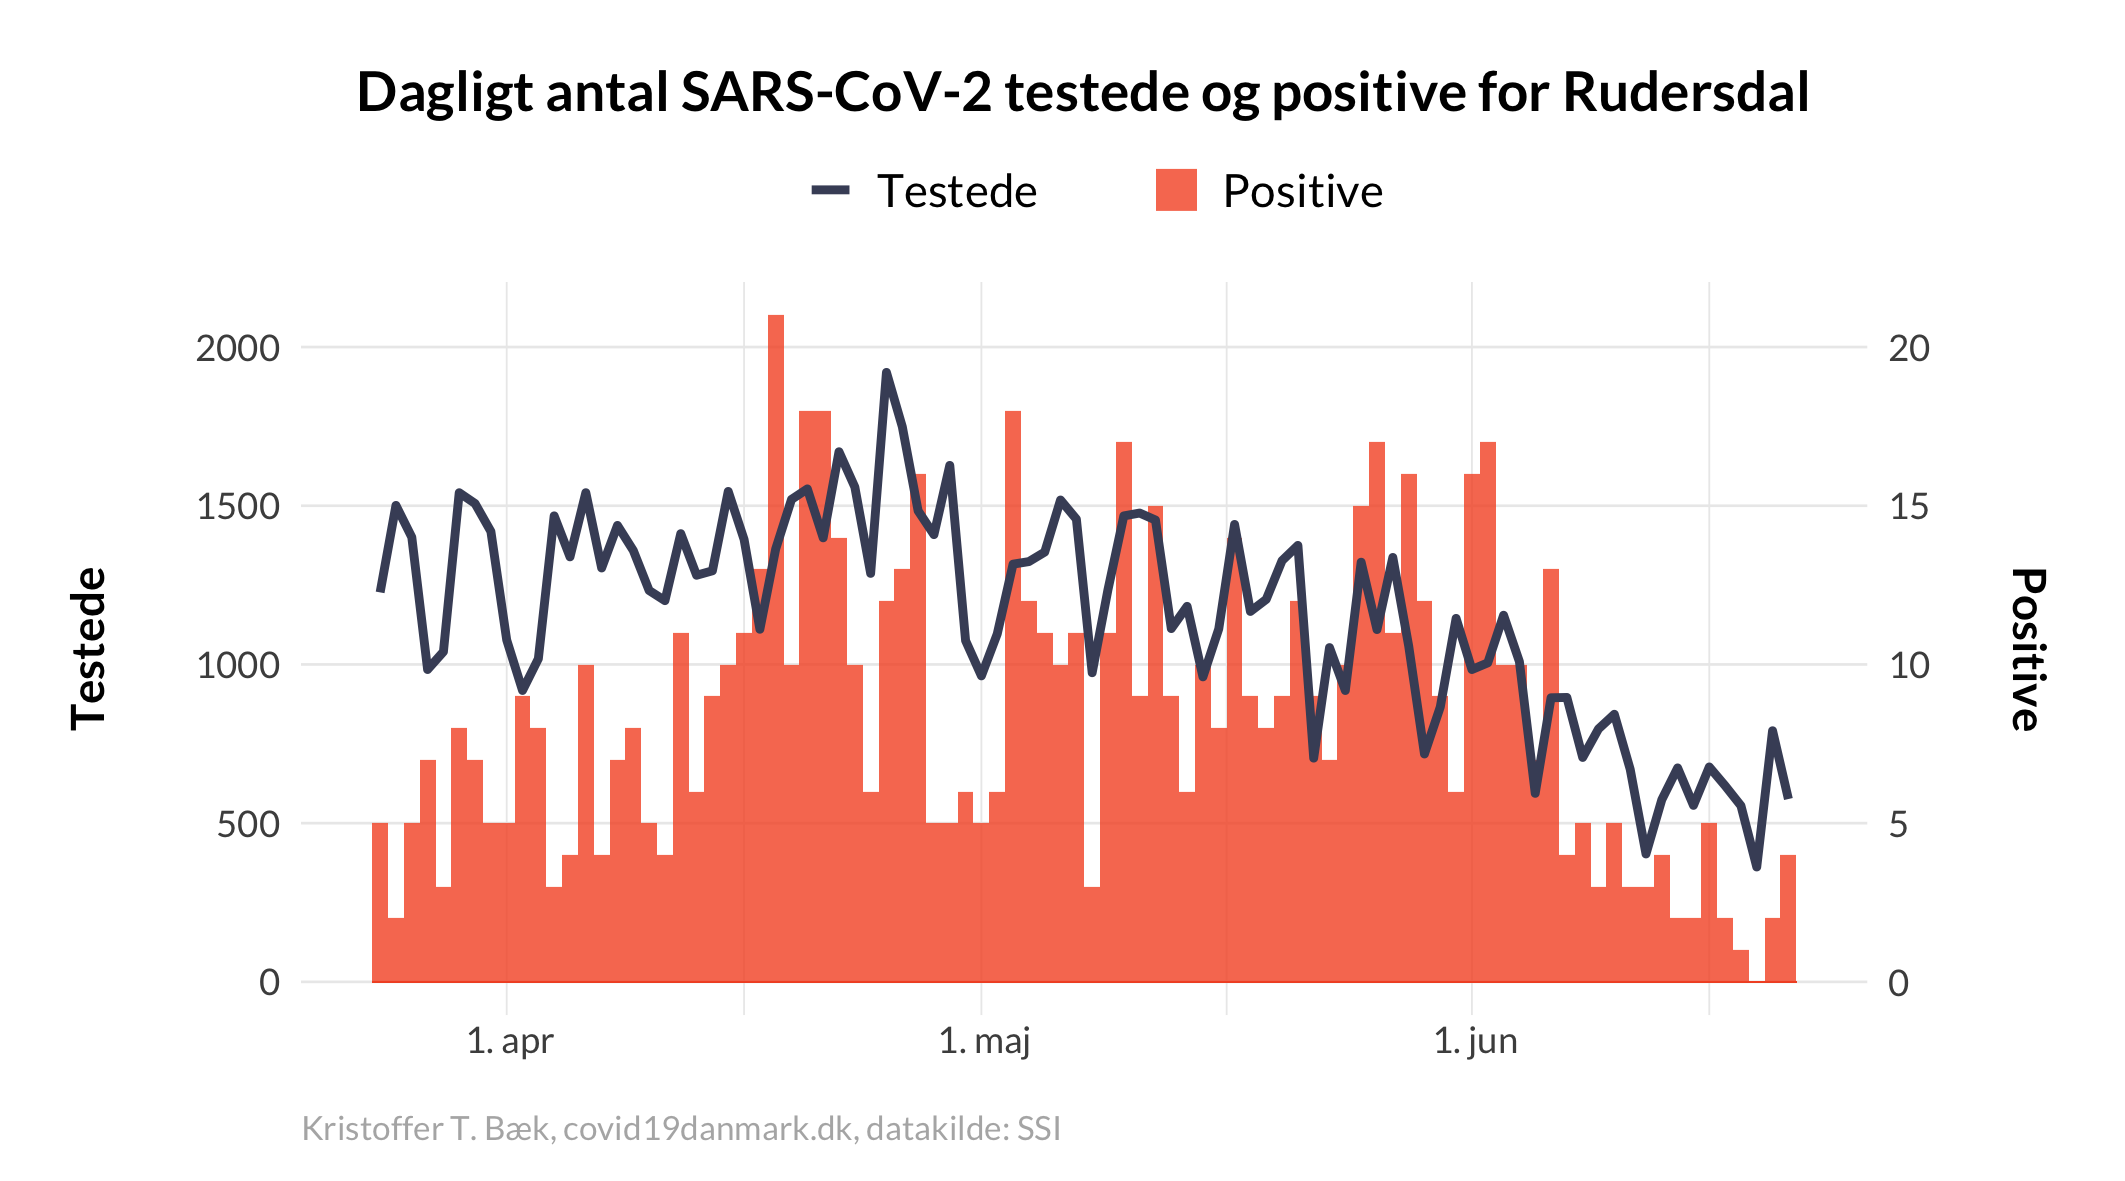 Dagligt antal SARS-CoV-2 testede og positive for Rudersdal
Testede
Positive
2000
1500
1000
500
0
Testede
20
15
10
5
0
Positive
1. apr
1. maj
1. jun
Kristoffer T. Bæk, covid19danmark.dk, datakilde: SSI